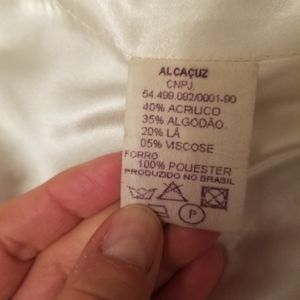 ALCAÇUZ
CNPJ.
54.499.092/0001-90
40% ACRILICO
35% ALGODÃO
20% LÃ
05% VISCOSE
FORRO
100% POLIESTER
PRODUZIDO NO BRASIL
P